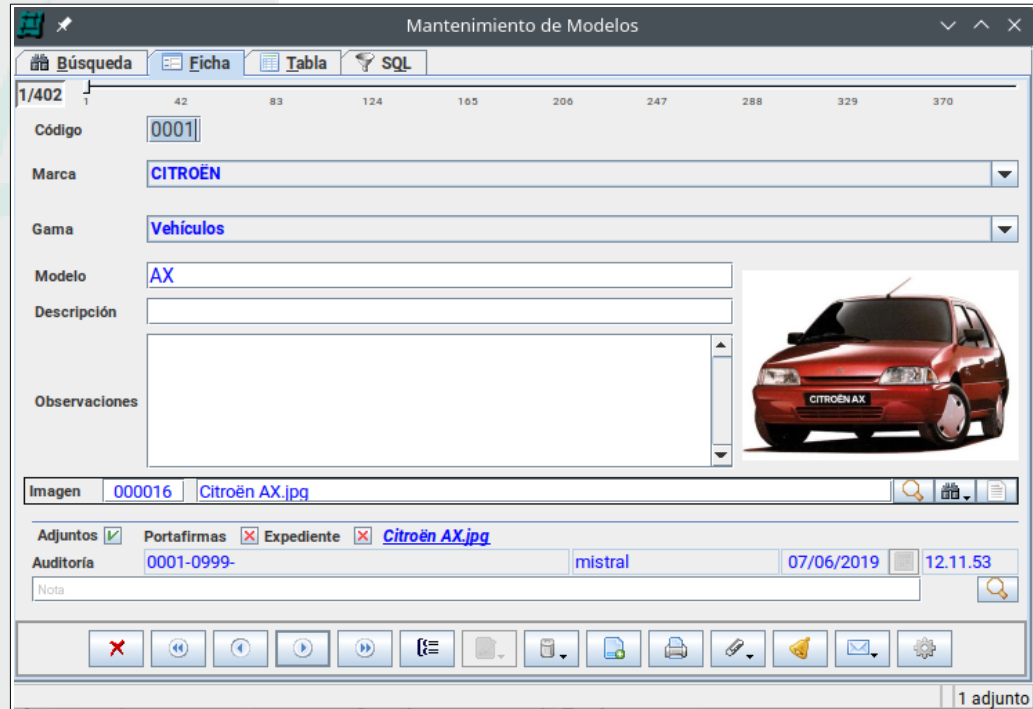 Mantenimiento de Modelos
Búsqueda Ficha Tabla SQL
1/402
1 42 83 124 165 206 247 288 329 370
Código 0001
Marca CITROËN
Gama Vehículos
Modelo AX
Descripción
CITROËN AX
Observaciones
Imagen 000016 Citroën AX.jpg
Adjuntos Portafirmas Expediente Citroën AX.jpg
Auditoría 0001-0999- mistral 07/06/2019 12.11.53
Nota
1 adjunto